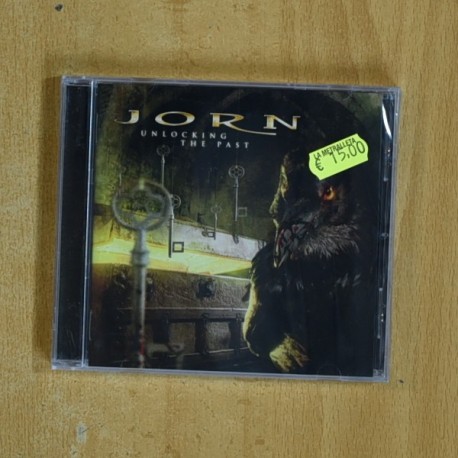 JORN
UNLOCKING
THE PAST
LA METRALLETA
€ 15,00